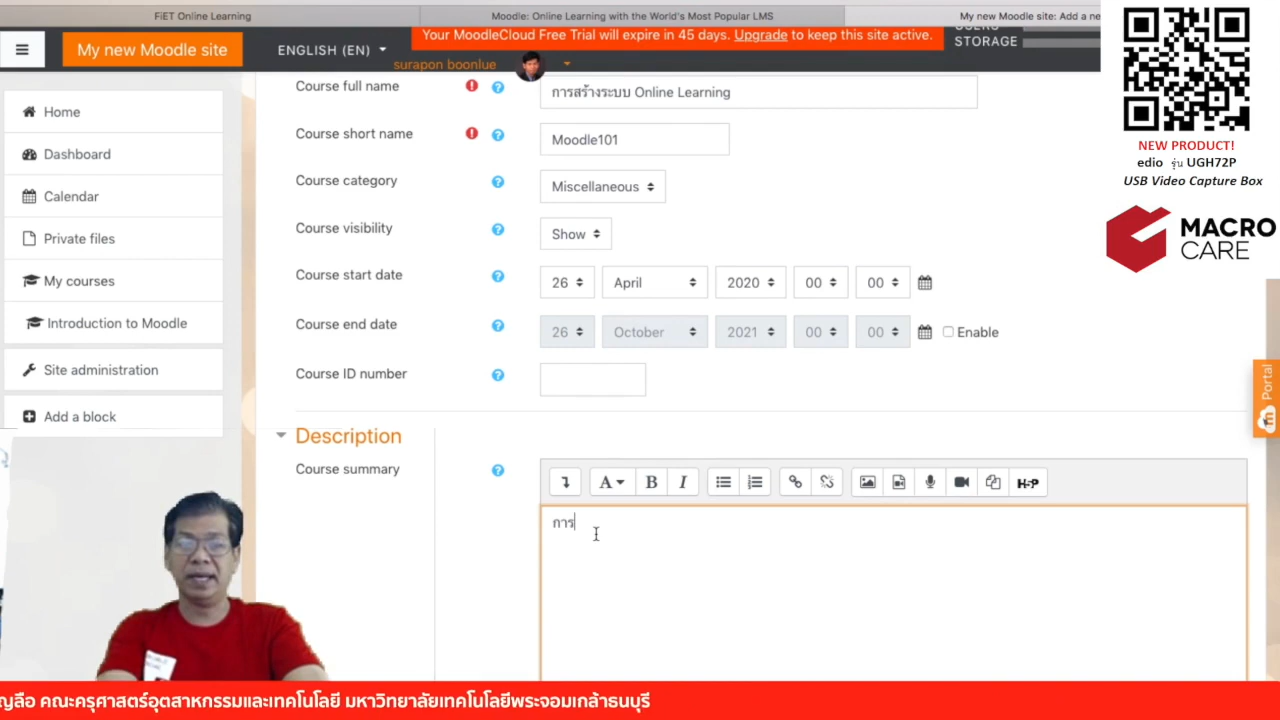 FiET Online Learning
Moodle: Online Learning with the World's Most Popular LMS
My new Moodle site: Add a ne
My new Moodle site
ENGLISH (EN)
Your MoodleCloud Free Trial will expire in 45 days. Upgrade to keep this site active.
STORAGE
surapon boonlue
Home
Dashboard
Calendar
Private files
My courses
Introduction to Moodle
Site administration
Add a block
Course full name
การสร้างระบบ Online Learning
Course short name
Moodle101
Course category
Miscellaneous
Course visibility
Show
Course start date
26 April 2020 00 00
Course end date
26 October 2021 00 00 Enable
Course ID number
Description
Course summary
A B I
H-P
การ
NEW PRODUCT!
edio รุ่น UGH72P
USB Video Capture Box
MACRO
CARE
Portal
ญลือ คณะครุศาสตร์อุตสาหกรรมและเทคโนโลยี มหาวิทยาลัยเทคโนโลยีพระจอมเกล้าธนบุรี